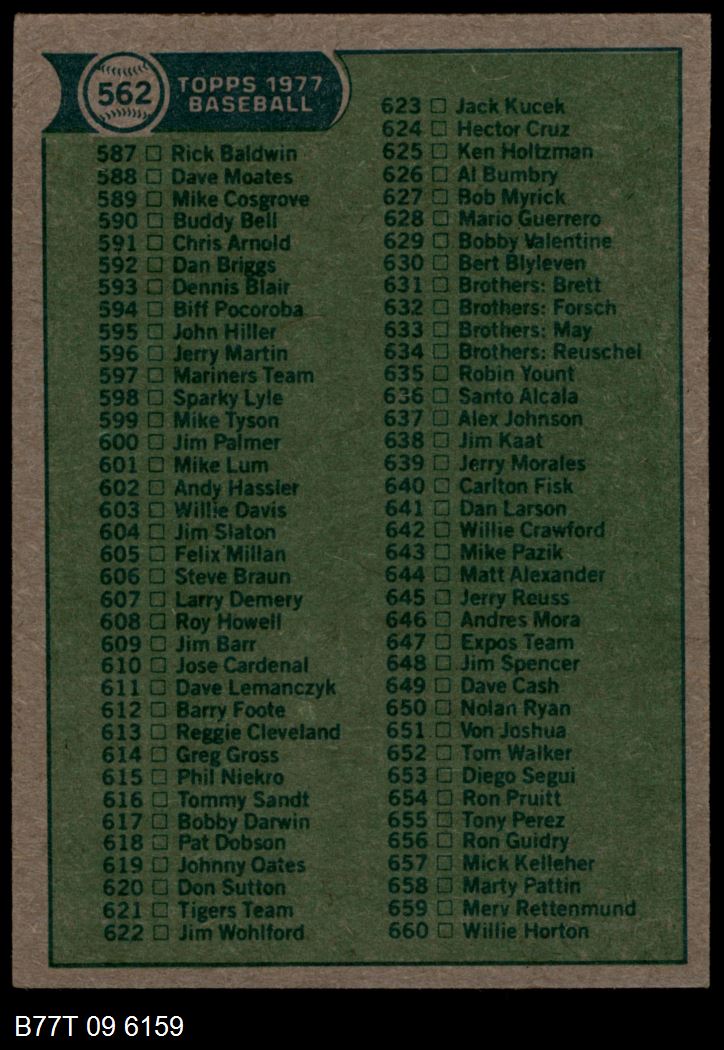 562
TOPPS 1977
BASEBALL
587 Rick Baldwin
588 Dave Moates
589 Mike Cosgrove
590 Buddy Bell
591 Chris Arnold
592 Dan Briggs
593 Dennis Blair
594 Biff Pocoroba
595 John Hiller
596 Jerry Martin
597 Mariners Team
598 Sparky Lyle
599 Mike Tyson
600 Jim Palmer
601 Mike Lum
602 Andy Hassler
603 Willie Davis
604 Jim Slaton
605 Felix Millan
606 Steve Braun
607 Larry Demery
608 Roy Howell
609 Jim Barr
610 Jose Cardenal
611 Dave Lemanczyk
612 Barry Foote
613 Reggie Cleveland
614 Greg Gross
615 Phil Niekro
616 Tommy Sandt
617 Bobby Darwin
618 Pat Dobson
619 Johnny Oates
620 Don Sutton
621 Tigers Team
622 Jim Wohlford
623 Jack Kucek
624 Hector Cruz
625 Ken Holtzman
626 Al Bumbry
627 Bob Myrick
628 Mario Guerrero
629 Bobby Valentine
630 Bert Blyleven
631 Brothers: Brett
632 Brothers: Forsch
633 Brothers: May
634 Brothers: Reuschel
635 Robin Yount
636 Santo Alcala
637 Alex Johnson
638 Jim Kaat
639 Jerry Morales
640 Carlton Fisk
641 Dan Larson
642 Willie Crawford
643 Mike Pazik
644 Matt Alexander
645 Jerry Reuss
646 Andres Mora
647 Expos Team
648 Jim Spencer
649 Dave Cash
650 Nolan Ryan
651 Von Joshua
652 Tom Walker
653 Diego Segui
654 Ron Pruitt
655 Tony Perez
656 Ron Guidry
657 Mick Kelleher
658 Marty Pattin
659 Merv Rettenmund
660 Willie Horton
B77T 09 6159